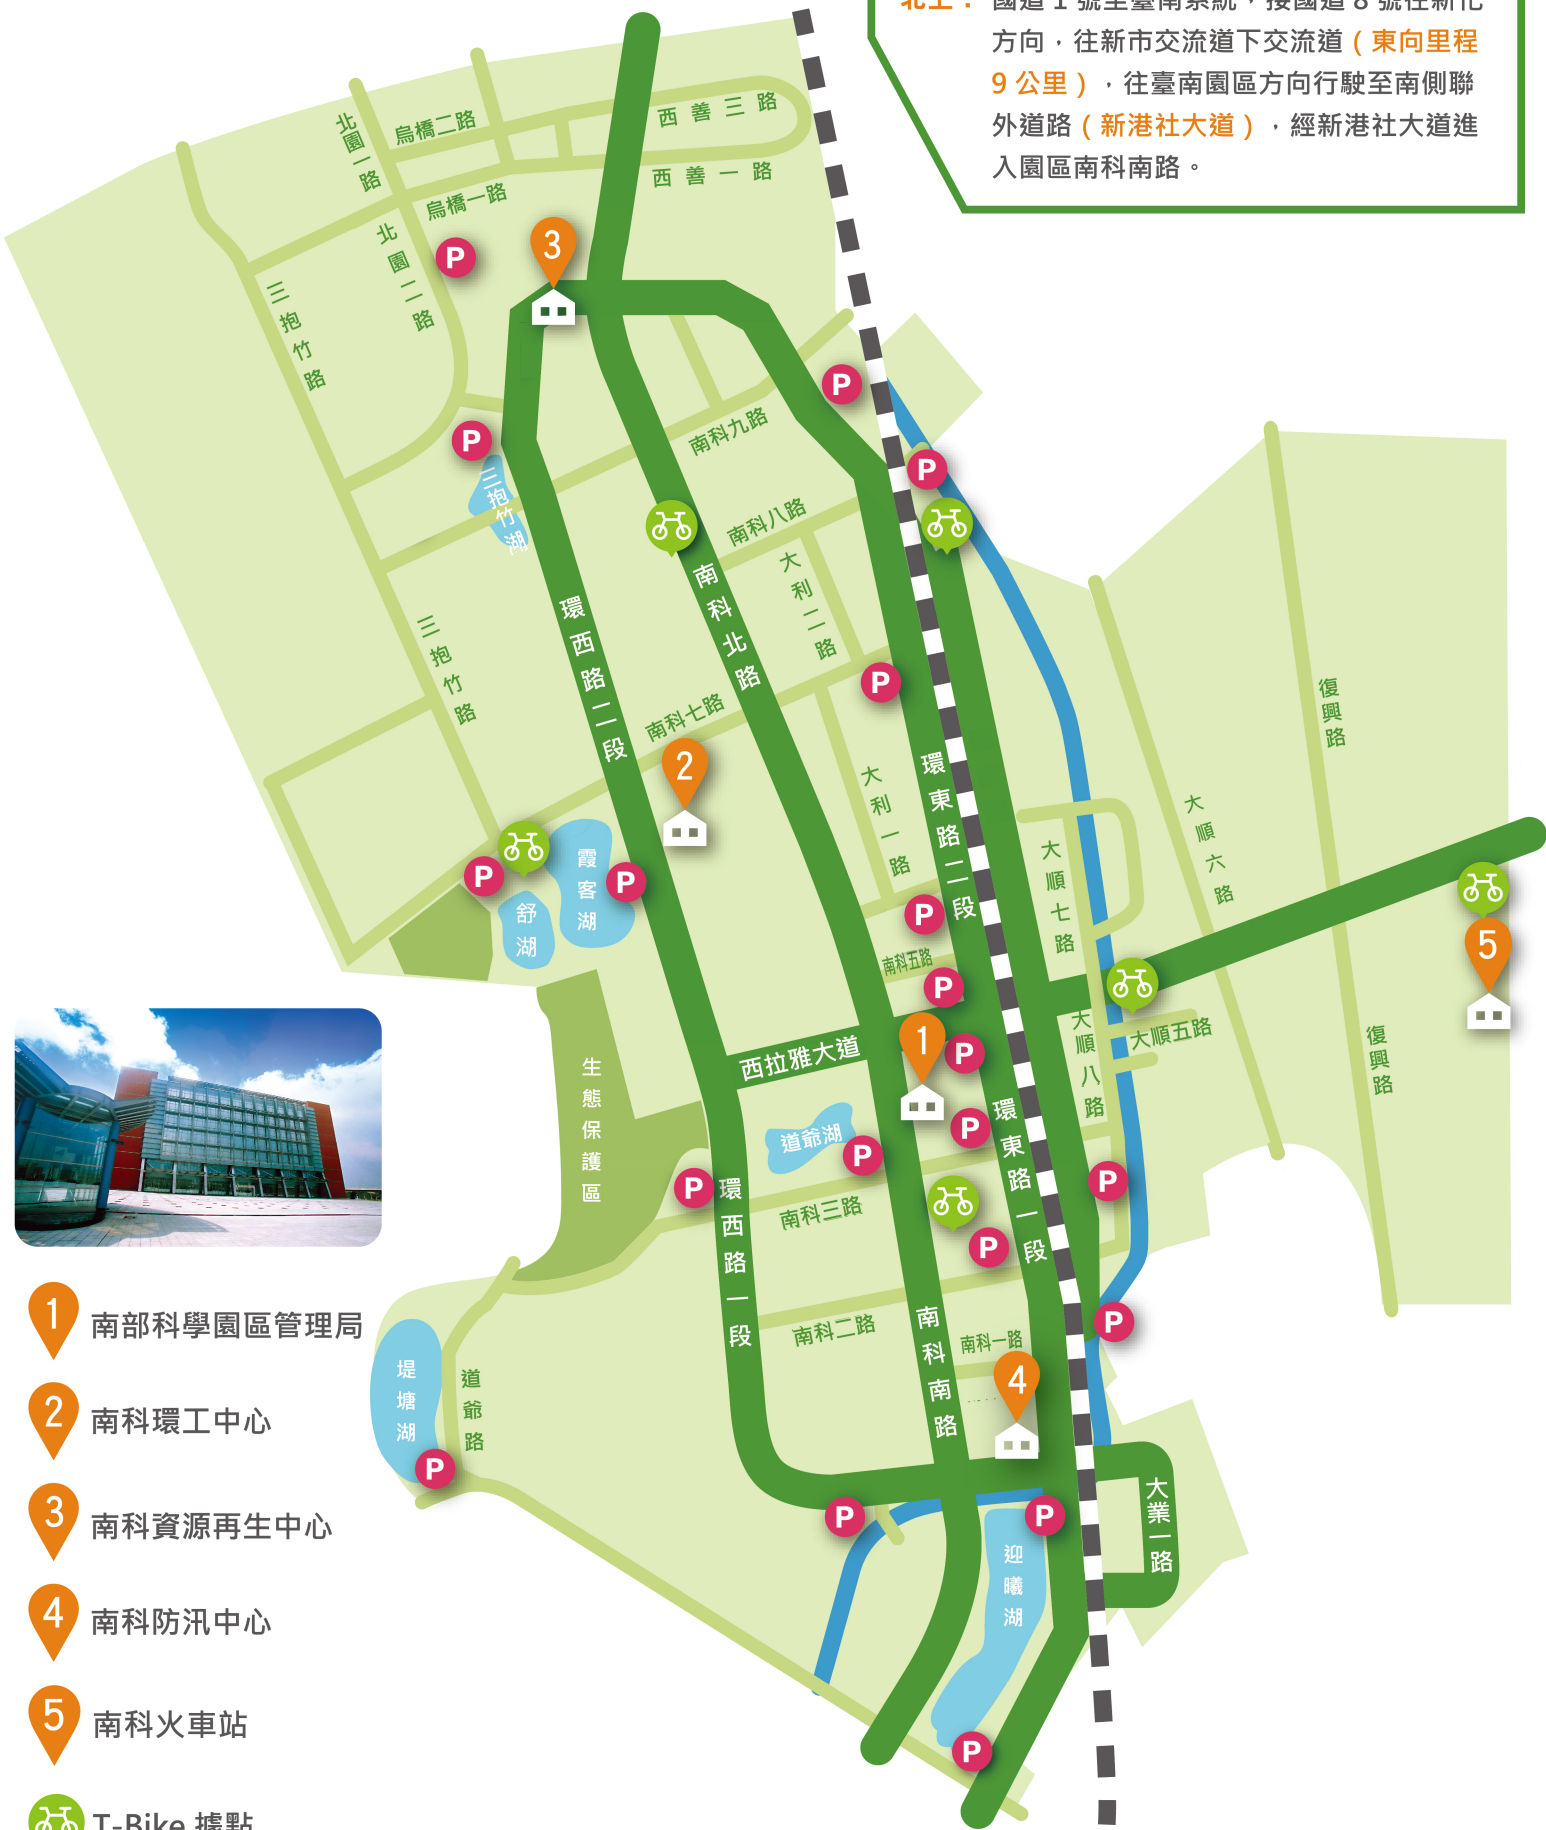 北上：國道 1 號至臺南系統，接國道 8 號往新化
方向，往新市交流道下交流道（東向里程
9 公里），往臺南園區方向行駛至南側聯
外道路（新港社大道），經新港社大道進
入園區南科南路。
北園一路
烏橋二路
西善三路
西善一路
烏橋一路
北園二路
P
3
三抱竹路
P
南科九路
P
P
三抱竹湖
南科八路
大利二路
南科北路
環西路二段
三抱竹路
P
復興路
南科七路
2
環東路二段
大利一路
大順六路
大順七路
P
霞客湖
P
舒湖
P
5
南科五路
P
大順八路
大順五路
1
P
西拉雅大道
復興路
生態保護區
道爺湖
P
P
環東路一段
P
P
環西路一段
南科三路
P
南科二路
南科南路
南科一路
P
4
堤塘湖
道爺路
P
P
P
大業一路
迎曦湖
P
1 南部科學園區管理局
2 南科環工中心
3 南科資源再生中心
4 南科防汛中心
5 南科火車站
T-Bike 據點